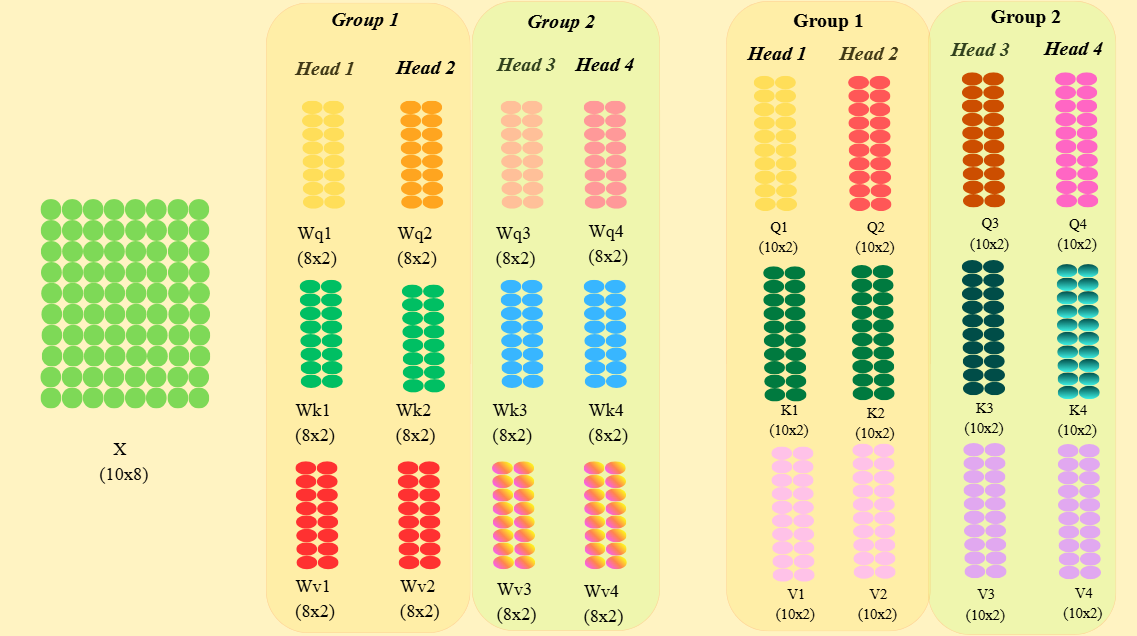 Group 1
Group 2
Head 1
Head 2
Head 3
Head 4
Wq1
(8x2)
Wq2
(8x2)
Wq3
(8x2)
Wq4
(8x2)
Wk1
(8x2)
Wk2
(8x2)
Wk3
(8x2)
Wk4
(8x2)
X
(10x8)
Wv1
(8x2)
Wv2
(8x2)
Wv3
(8x2)
Wv4
(8x2)
Group 1
Group 2
Head 1
Head 2
Head 3
Head 4
Q1
(10x2)
Q2
(10x2)
Q3
(10x2)
Q4
(10x2)
K1
(10x2)
K2
(10x2)
K3
(10x2)
K4
(10x2)
V1
(10x2)
V2
(10x2)
V3
(10x2)
V4
(10x2)